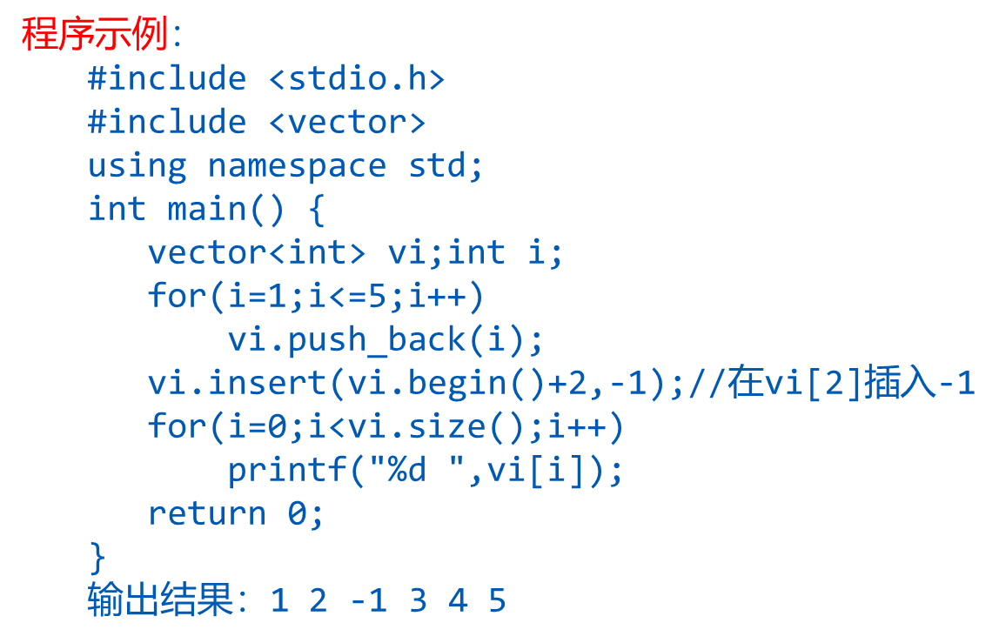 程序示例：
#include <stdio.h>
#include <vector>
using namespace std;
int main() {
vector<int> vi;int i;
for(i=1;i<=5;i++)
vi.push_back(i);
vi.insert(vi.begin()+2,-1);//在vi[2]插入-1
for(i=0;i<vi.size();i++)
printf("%d ",vi[i]);
return 0;
}
输出结果：1 2 -1 3 4 5